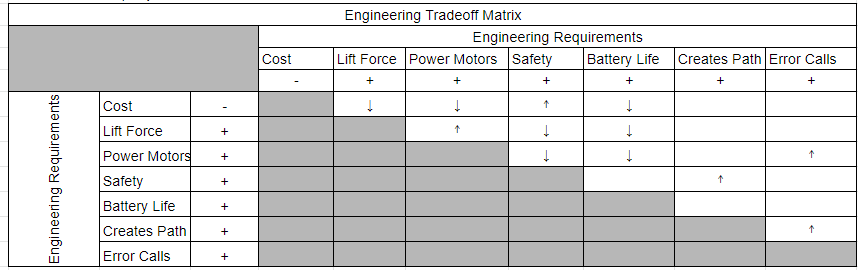 Engineering Tradeoff Matrix
Engineering Requirements
Cost Lift Force Power Motors Safety Battery Life Creates Path Error Calls
- + + + + + +
Engineering Requirements
Cost - ↓ ↓ ↑ ↓
Lift Force + ↑ ↓ ↓
Power Motors + ↓ ↓ ↑
Safety + ↑
Battery Life +
Creates Path + ↑
Error Calls +